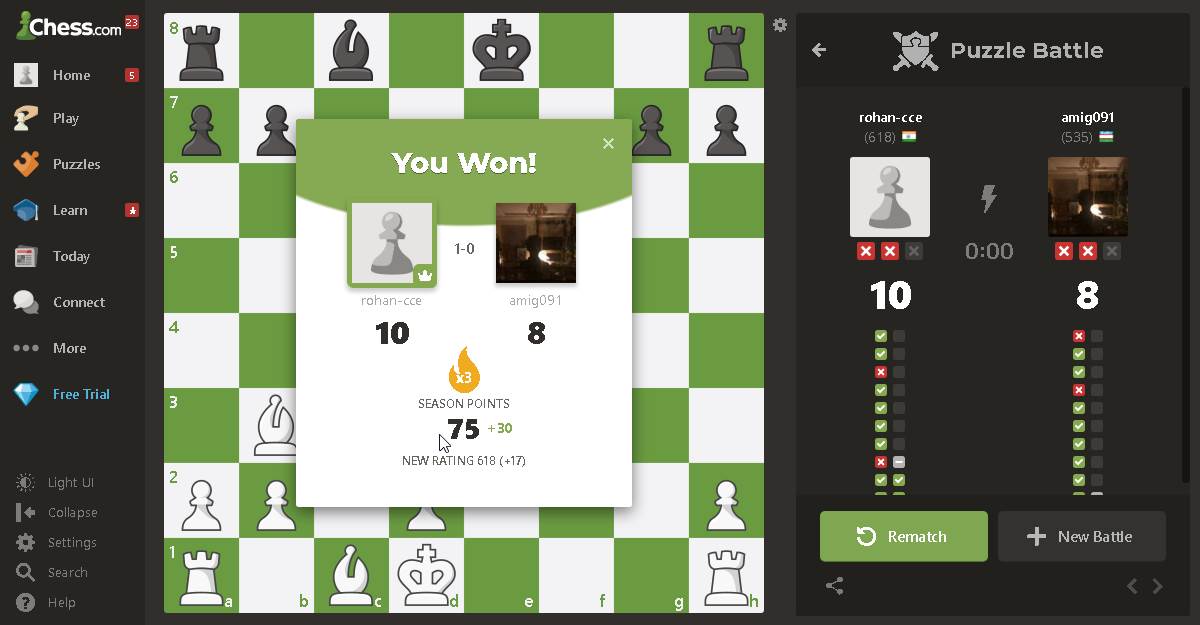 Chess.com 23
Home 5
Play
Puzzles
Learn
Today
Connect
More
Free Trial
Light UI
Collapse
Settings
Search
Help
8
7
6
5
4
3
2
1
a b c d e f g h
You Won!
1-0
rohan-cce amig091
10 8
x3
SEASON POINTS
75 +30
NEW RATING 618 (+17)
Puzzle Battle
rohan-cce amig091
(618) (535)
0:00
10 8
Rematch New Battle